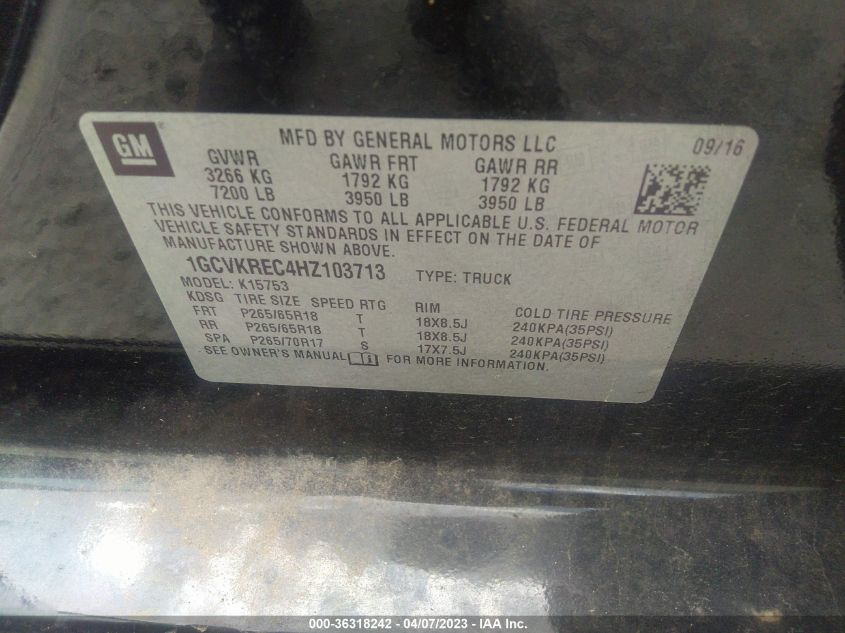 GM
MFD BY GENERAL MOTORS LLC 09/16
GVWR GAWR FRT GAWR RR
3266 KG 1792 KG 1792 KG
7200 LB 3950 LB 3950 LB
THIS VEHICLE CONFORMS TO ALL APPLICABLE U.S. FEDERAL MOTOR
VEHICLE SAFETY STANDARDS IN EFFECT ON THE DATE OF
MANUFACTURE SHOWN ABOVE.
1GCVKREC4HZ103713 TYPE: TRUCK
MODEL: K15753
KDSG TIRE SIZE SPEED RTG RIM COLD TIRE PRESSURE
FRT P265/65R18 T 18X8.5J 240KPA(35PSI)
RR P265/65R18 T 18X8.5J 240KPA(35PSI)
SPA P265/70R17 S 17X7.5J 240KPA(35PSI)
SEE OWNER'S MANUAL FOR MORE INFORMATION.
000-36318242 - 04/07/2023 - IAA Inc.